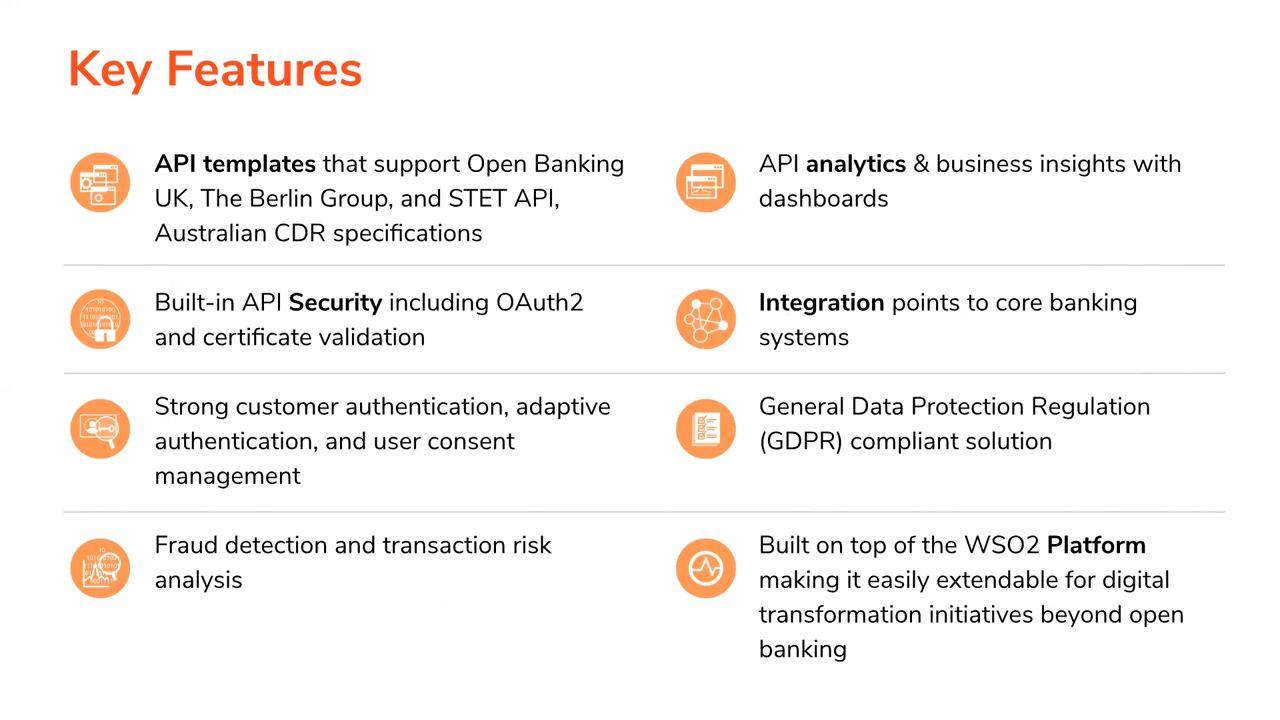 Key Features
API templates that support Open Banking
UK, The Berlin Group, and STET API,
Australian CDR specifications
API analytics & business insights with
dashboards
Built-in API Security including OAuth2
and certificate validation
Integration points to core banking
systems
Strong customer authentication, adaptive
authentication, and user consent
management
General Data Protection Regulation
(GDPR) compliant solution
Fraud detection and transaction risk
analysis
Built on top of the WSO2 Platform
making it easily extendable for digital
transformation initiatives beyond open
banking